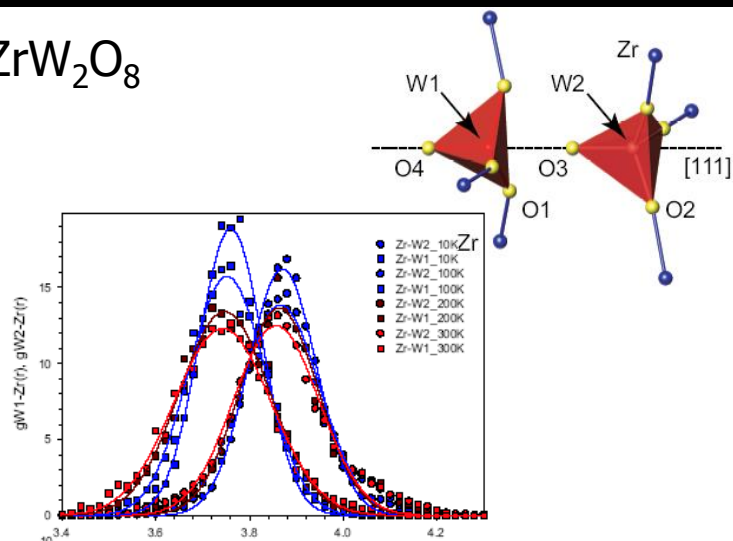 ZrW₂O₈
Zr
W1
W2
O4
O3
[111]
O1
O2
Zr
gW1-Zr(r), gW2-Zr(r)
Zr-W2_10K
Zr-W1_10K
Zr-W2_100K
Zr-W1_100K
Zr-W2_200K
Zr-W1_200K
Zr-W2_300K
Zr-W1_300K
15
10
5
0
10
3.4
3.6
3.8
4.0
4.2